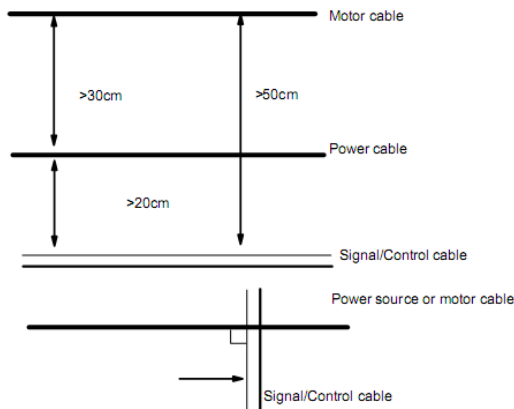 Motor cable
>30cm
>50cm
Power cable
>20cm
Signal/Control cable
Power source or motor cable
Signal/Control cable